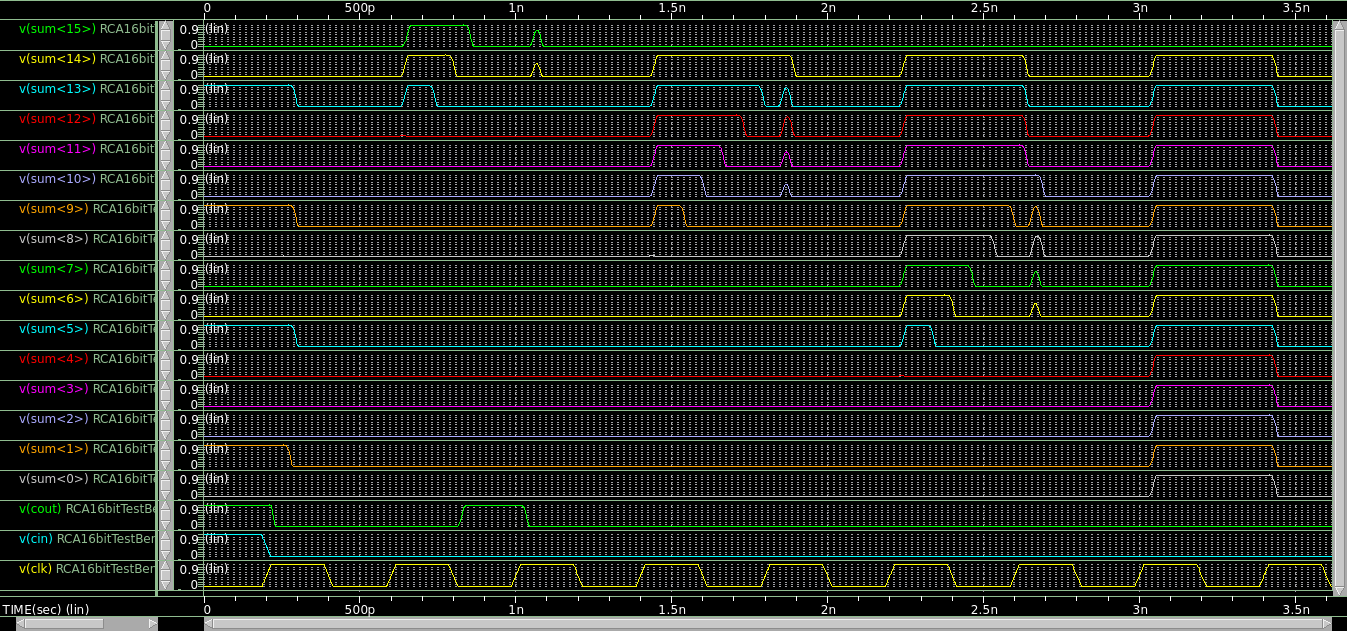 0 500p 1n 1.5n 2n 2.5n 3n 3.5n
v(sum<15>) RCA16bit 0.9 (lin)
0
v(sum<14>) RCA16bit 0.9 (lin)
0
v(sum<13>) RCA16bit 0.9 (lin)
0
v(sum<12>) RCA16bit 0.9 (lin)
0
v(sum<11>) RCA16bit 0.9 (lin)
0
v(sum<10>) RCA16bit 0.9 (lin)
0
v(sum<9>) RCA16bitT 0.9 (lin)
0
v(sum<8>) RCA16bitT 0.9 (lin)
0
v(sum<7>) RCA16bitT 0.9 (lin)
0
v(sum<6>) RCA16bitT 0.9 (lin)
0
v(sum<5>) RCA16bitT 0.9 (lin)
0
v(sum<4>) RCA16bitT 0.9 (lin)
0
v(sum<3>) RCA16bitT 0.9 (lin)
0
v(sum<2>) RCA16bitT 0.9 (lin)
0
v(sum<1>) RCA16bitT 0.9 (lin)
0
v(sum<0>) RCA16bitT 0.9 (lin)
0
v(cout) RCA16bitTestBe 0.9 (lin)
0
v(cin) RCA16bitTestBer 0.9 (lin)
0
v(clk) RCA16bitTestBer 0.9 (lin)
0
TIME(sec) (lin) 0 500p 1n 1.5n 2n 2.5n 3n 3.5n